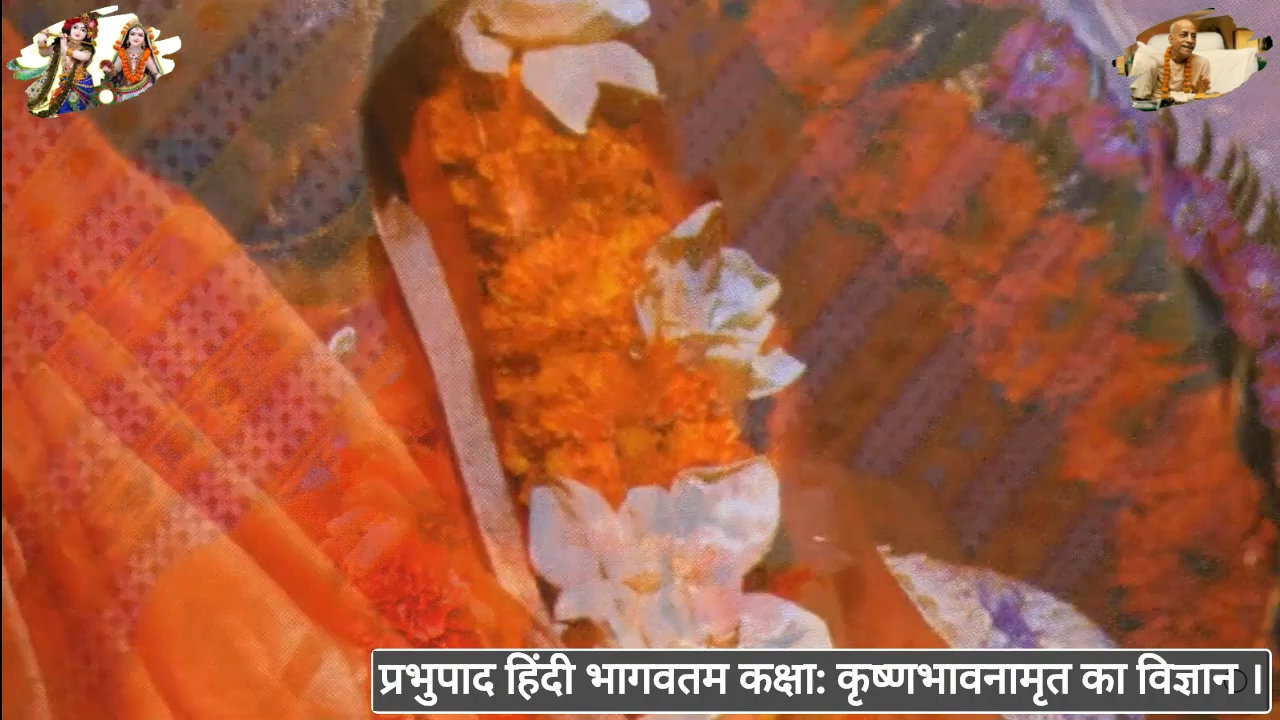 प्रभुपाद हिंदी भागवतम कक्षा: कृष्णभावनामृत का विज्ञान ।